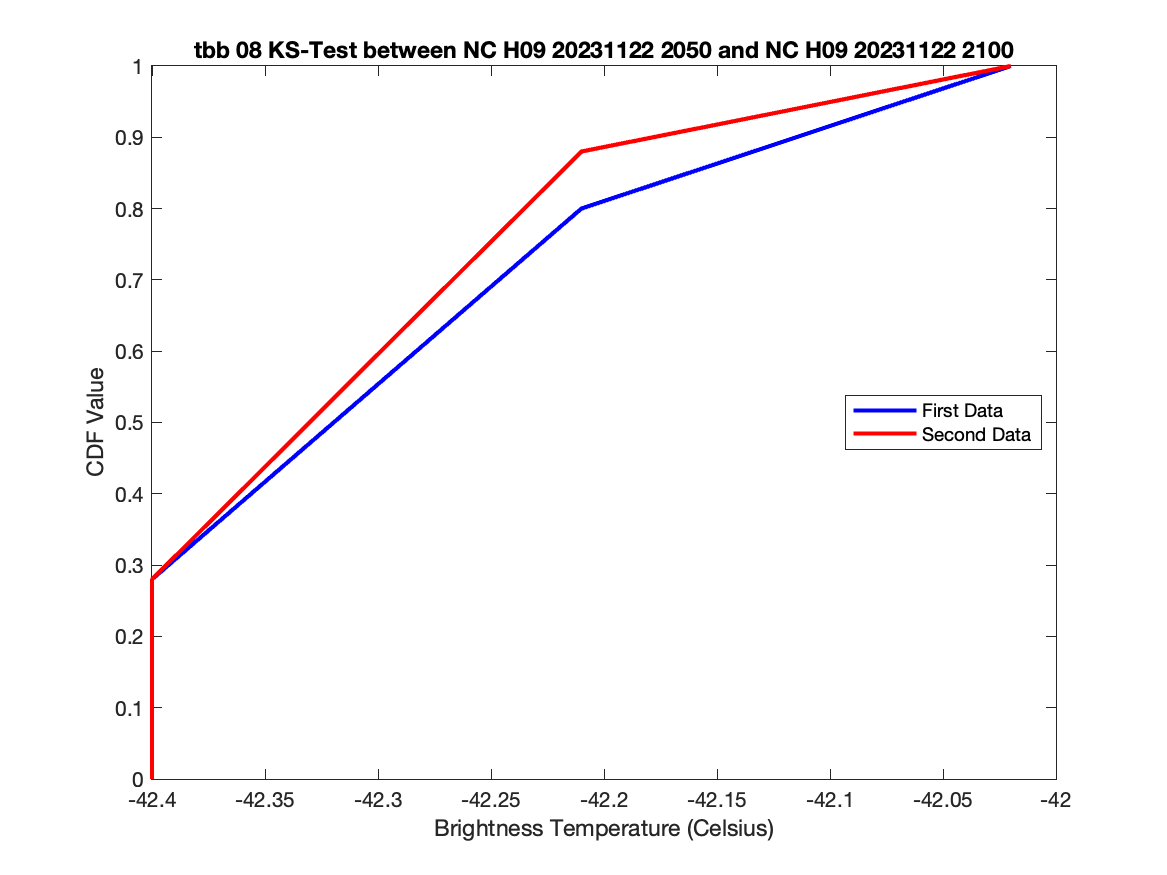 tbb 08 KS-Test between NC H09 20231122 2050 and NC H09 20231122 2100
1
0.9
0.8
0.7
0.6
0.5
0.4
0.3
0.2
0.1
0
CDF Value
First Data
Second Data
-42.4 -42.35 -42.3 -42.25 -42.2 -42.15 -42.1 -42.05 -42
Brightness Temperature (Celsius)